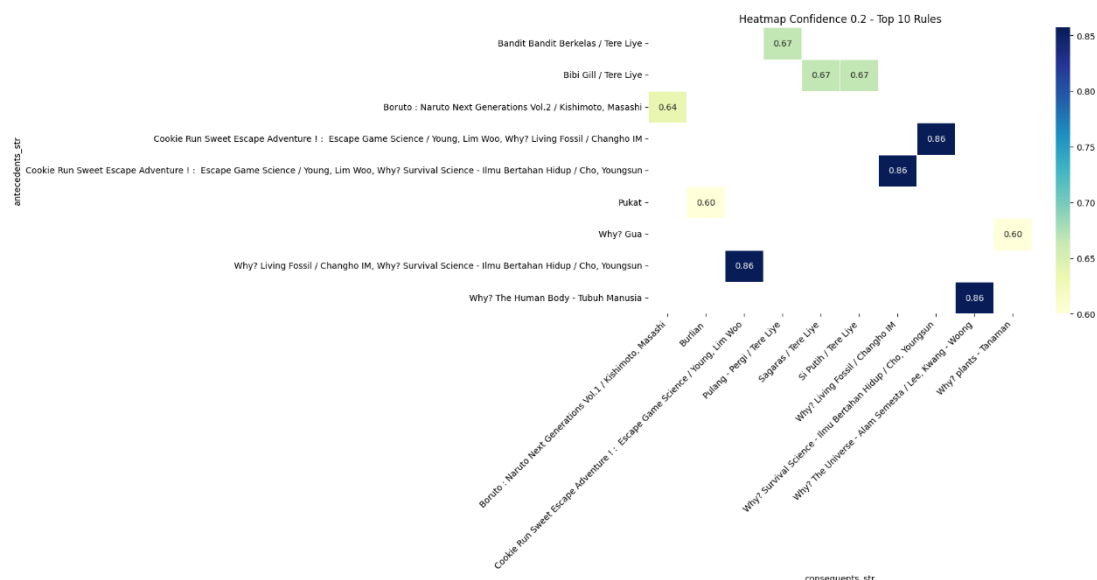 Heatmap Confidence 0.2 - Top 10 Rules
antecedents_str
Bandit Bandit Berkelas / Tere Liye
0.67
Bibi Gill / Tere Liye
0.67 0.67
Boruto : Naruto Next Generations Vol.2 / Kishimoto, Masashi
0.64
Cookie Run Sweet Escape Adventure ! : Escape Game Science / Young, Lim Woo, Why? Living Fossil / Changho IM
0.86
Cookie Run Sweet Escape Adventure ! : Escape Game Science / Young, Lim Woo, Why? Survival Science - Ilmu Bertahan Hidup / Cho, Youngsun
0.86
Pukat
0.60
Why? Gua
0.60
Why? Living Fossil / Changho IM, Why? Survival Science - Ilmu Bertahan Hidup / Cho, Youngsun
0.86
Why? The Human Body - Tubuh Manusia
0.86
Boruto : Naruto Next Generations Vol.1 / Kishimoto, Masashi
Burlian
Cookie Run Sweet Escape Adventure ! : Escape Game Science / Young, Lim Woo
Pulang - Pergi / Tere Liye
Sagaras / Tere Liye
Si Putih / Tere Liye
Why? Living Fossil / Changho IM
Why? Survival Science - Ilmu Bertahan Hidup / Cho, Youngsun
Why? The Universe - Alam Semesta / Lee, Kwang - Woong
Why? plants - Tanaman
consequents_str
0.85
0.80
0.75
0.70
0.65
0.60